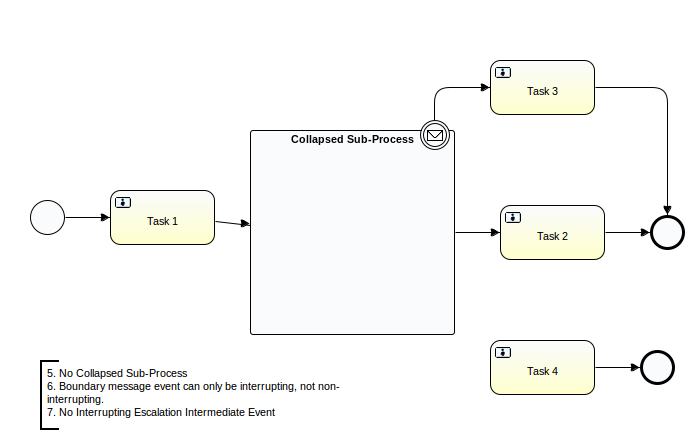 Task 3
Collapsed Sub-Process
Task 1
Task 2
Task 4
5. No Collapsed Sub-Process
6. Boundary message event can only be interrupting, not non-
interrupting.
7. No Interrupting Escalation Intermediate Event